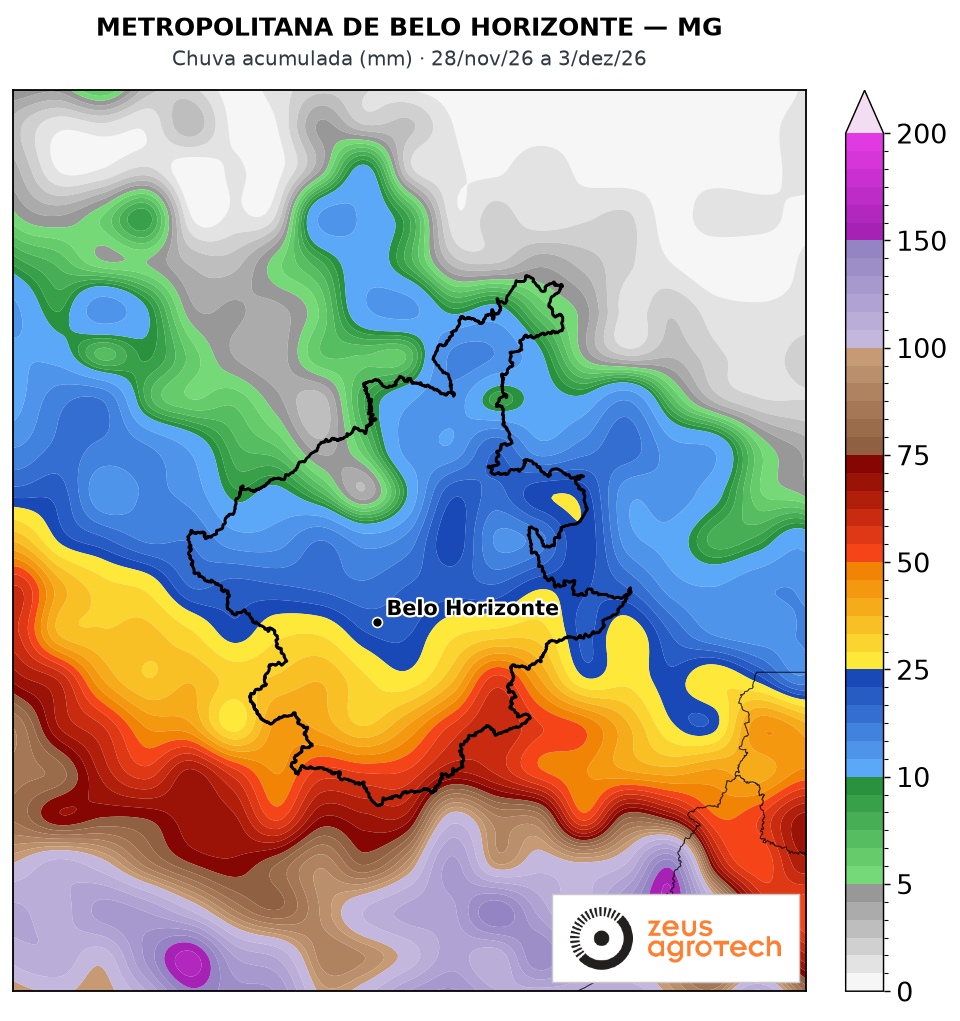 METROPOLITANA DE BELO HORIZONTE — MG
Chuva acumulada (mm) · 28/nov/26 a 3/dez/26
200
150
100
75
50
25
10
5
0
Belo Horizonte
zeus
agrotech